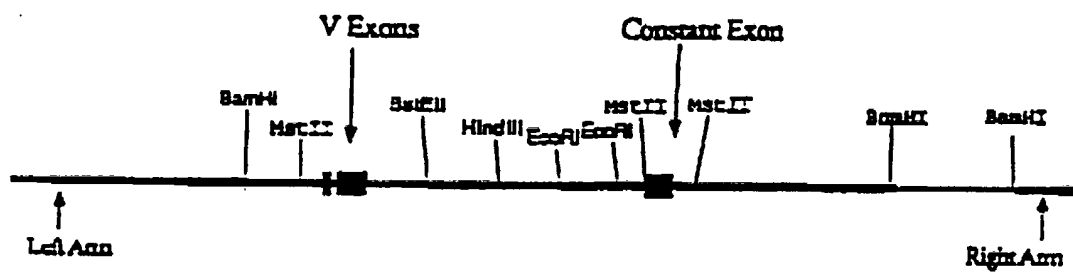 V Exons
Constant Exon
BamHI
MstII
BstEII
HindIII
EcoRI
EcoRI
MstII
MstII
BamHI
BamHI
Left Arm
Right Arm